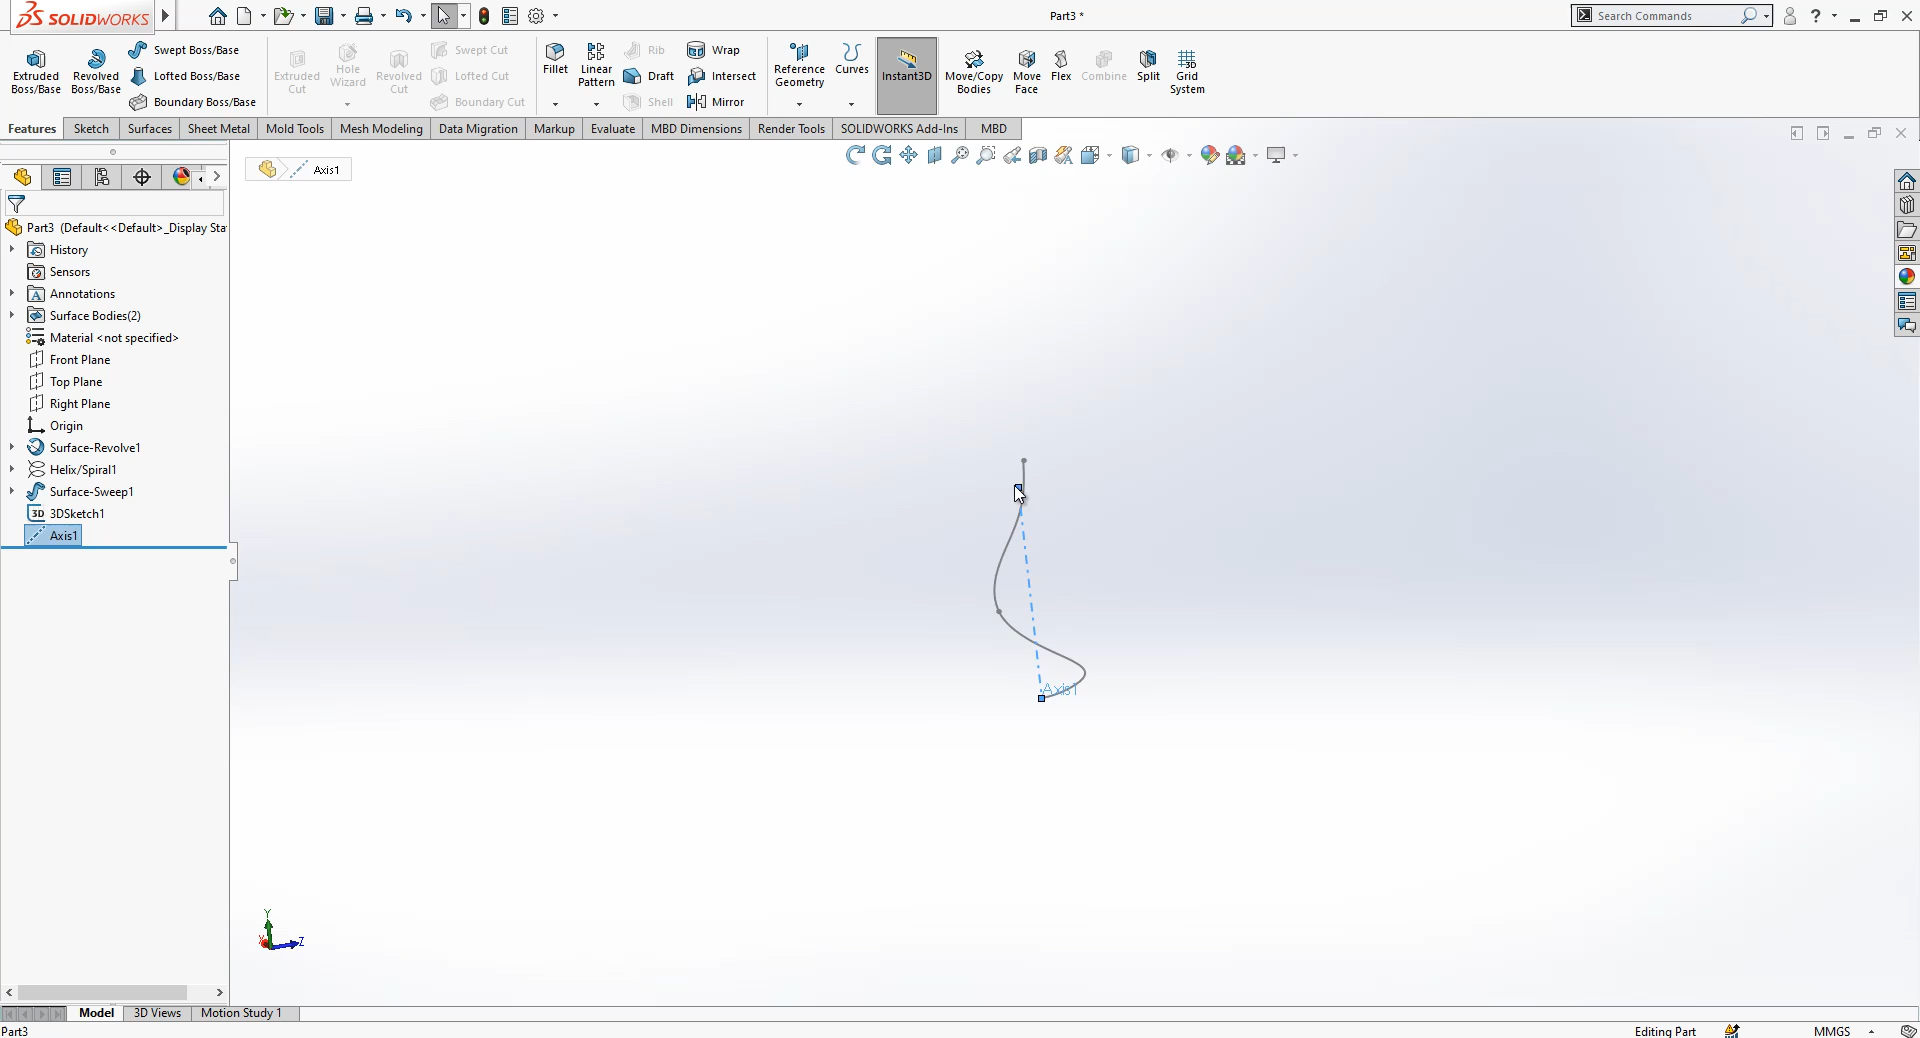 SOLIDWORKS
Part3 *
Search Commands
Extruded Boss/Base
Revolved Boss/Base
Swept Boss/Base
Lofted Boss/Base
Boundary Boss/Base
Extruded Cut
Hole Wizard
Revolved Cut
Swept Cut
Lofted Cut
Boundary Cut
Fillet
Linear Pattern
Rib
Draft
Shell
Wrap
Intersect
Mirror
Reference Geometry
Curves
Instant3D
Move/Copy Bodies
Move Face
Flex
Combine
Split
Grid System
Features
Sketch
Surfaces
Sheet Metal
Mold Tools
Mesh Modeling
Data Migration
Markup
Evaluate
MBD Dimensions
Render Tools
SOLIDWORKS Add-Ins
MBD
Axis1
Part3 (Default<<Default>_Display Sta
History
Sensors
Annotations
Surface Bodies(2)
Material <not specified>
Front Plane
Top Plane
Right Plane
Origin
Surface-Revolve1
Helix/Spiral1
Surface-Sweep1
3D 3DSketch1
Axis1
Axis1
Y
X
Z
Model
3D Views
Motion Study 1
Part3
Editing Part
MMGS